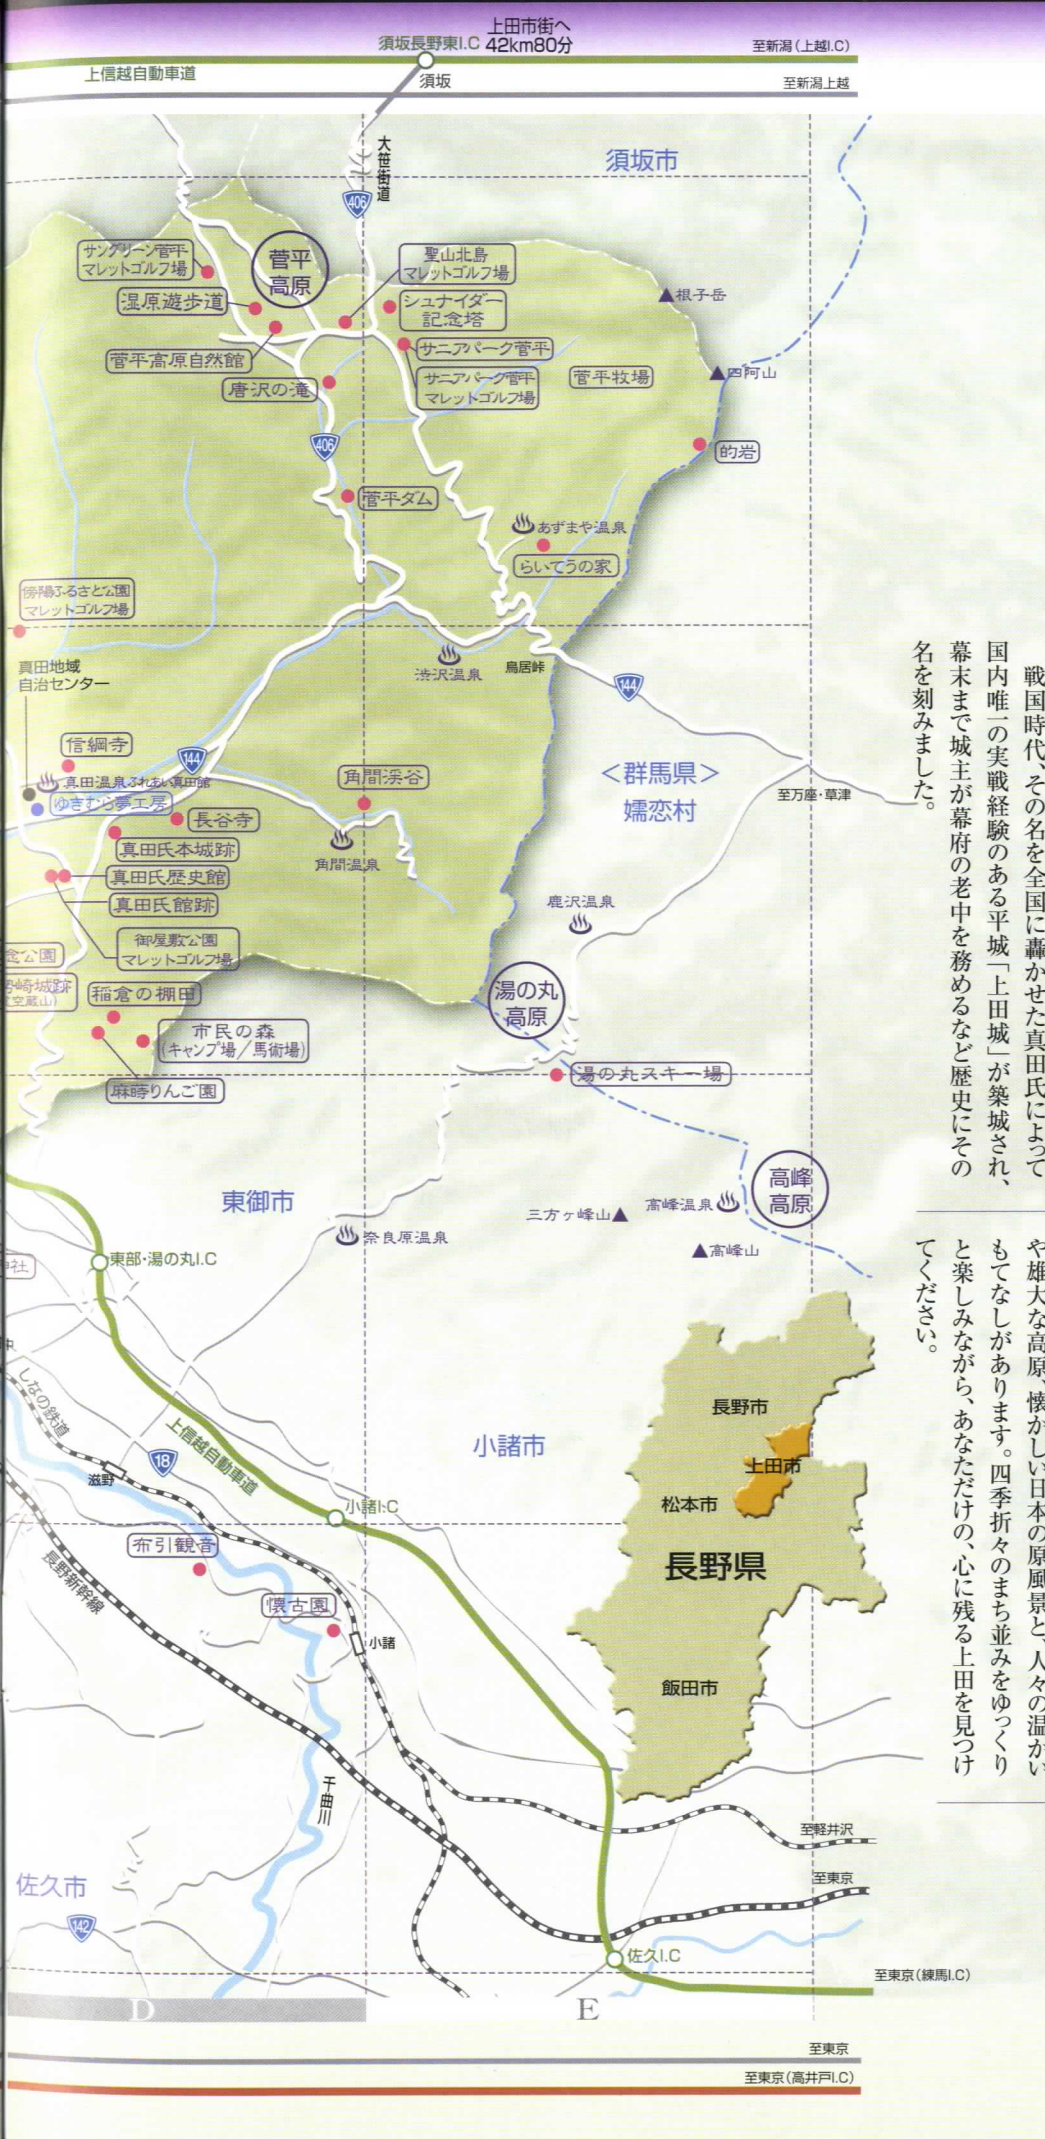 上田市街へ
42km80分
須坂長野東I.C
至新潟(上越I.C)
上信越自動車道
須坂
至新潟上越
大笹街道
須坂市
406
菅平
高原
サングリーン菅平
マレットゴルフ場
聖山北島
マレットゴルフ場
湿原遊歩道
シュナイダー
記念塔
根子岳
菅平高原自然館
サニアパーク菅平
唐沢の滝
サニアパーク菅平
マレットゴルフ場
菅平牧場
四阿山
406
的岩
菅平ダム
あずまや温泉
らいてうの家
傍陽ふるさと公園
マレットゴルフ場
真田地域
自治センター
渋沢温泉
鳥居峠
144
信綱寺
144
真田温泉ふれあい真田館
角間渓谷
<群馬県>
嬬恋村
至万座・草津
ゆきむら夢工房
長谷寺
真田氏本城跡
角間温泉
真田氏歴史館
真田氏館跡
鹿沢温泉
御屋敷公園
マレットゴルフ場
念公園
崎城跡
空蔵山)
稲倉の棚田
湯の丸
高原
市民の森
(キャンプ場/馬術場)
湯の丸スキー場
麻蒔りんご園
東御市
高峰
高原
高峰温泉
三方ヶ峰山
奈良原温泉
高峰山
東部・湯の丸I.C
神社
中
しなの鉄道
上信越自動車道
18
滋野
小諸市
小諸I.C
長野市
上田市
松本市
長野県
飯田市
布引観音
長野新幹線
懐古園
小諸
千曲川
至軽井沢
至東京
佐久市
142
佐久I.C
至東京(練馬I.C)
D
E
至東京
至東京(高井戸I.C)
戦国時代、その名を全国に轟かせた真田氏によって
国内唯一の実戦経験のある平城「上田城」が築城され、
幕末まで城主が幕府の老中を務めるなど歴史にその
名を刻みました。
や雄大な高原、懐かしい日本の原風景と、人々の温かい
もてなしがあります。四季折々のまち並みをゆっくり
と楽しみながら、あなただけの、心に残る上田を見つけ
てください。